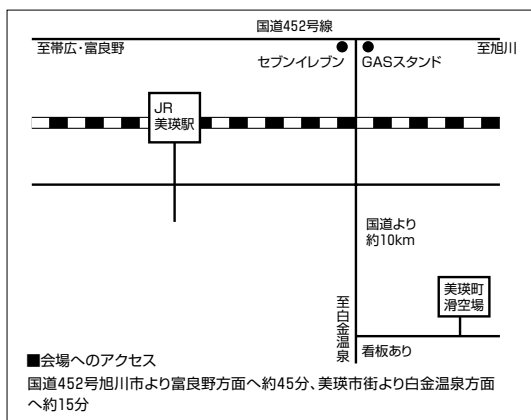 国道452号線
至帯広・富良野
至旭川
セブンイレブン
GASスタンド
JR
美瑛駅
国道より
約10km
美瑛町
滑空場
至白金温泉
看板あり
■会場へのアクセス
国道452号旭川市より富良野方面へ約45分、美瑛市街より白金温泉方面
へ約15分